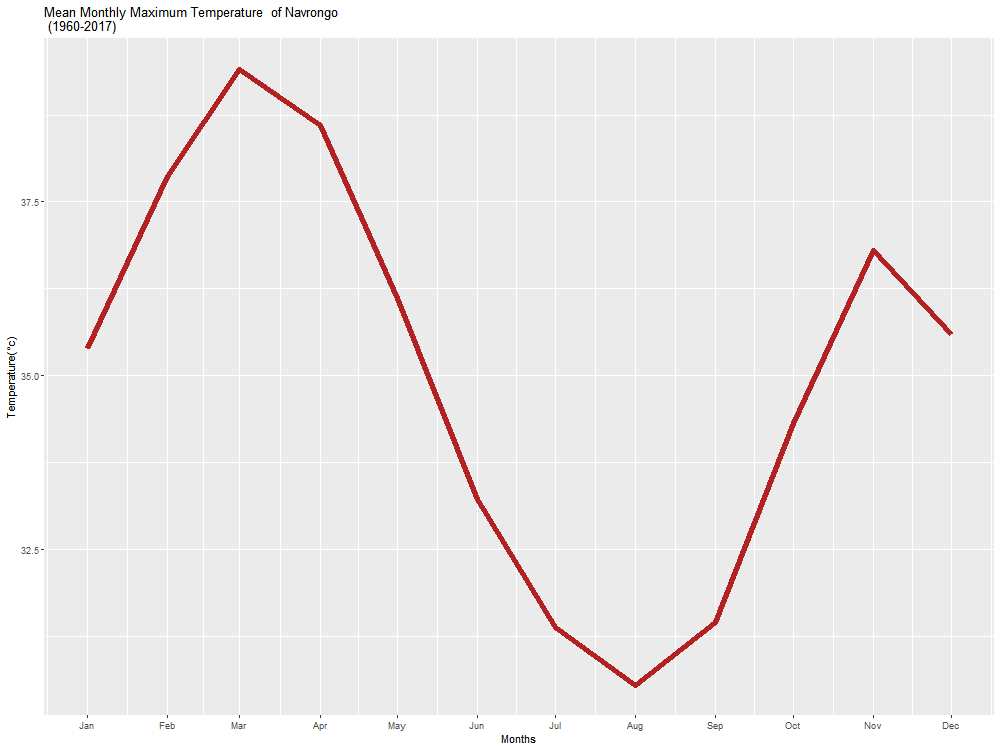 Mean Monthly Maximum Temperature  of Navrongo
(1960-2017)
Temperature(°c)
37.5
35.0
32.5
Jan Feb Mar Apr May Jun Jul Aug Sep Oct Nov Dec
Months